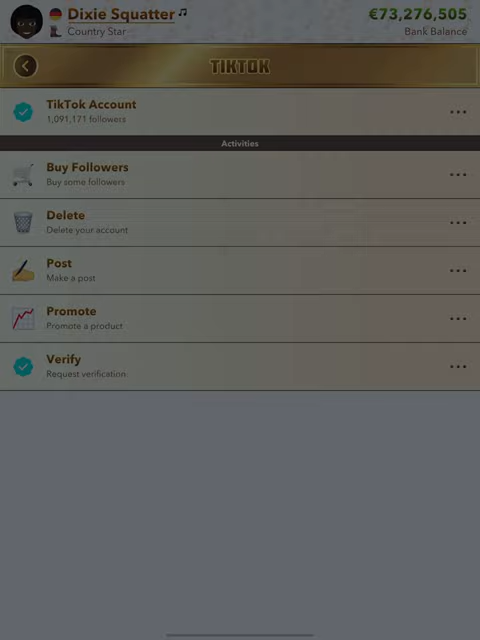 Dixie Squatter
Country Star
€73,276,505
Bank Balance
TIKTOK
TikTok Account
1,091,171 followers
Activities
Buy Followers
Buy some followers
Delete
Delete your account
Post
Make a post
Promote
Promote a product
Verify
Request verification